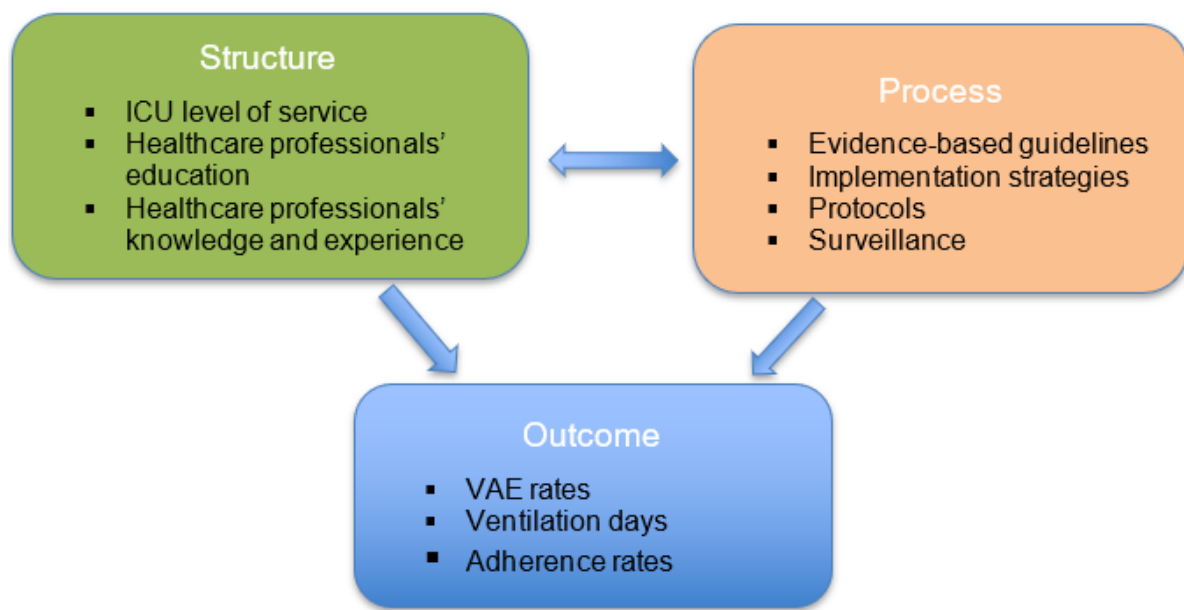 Structure
▪ ICU level of service
▪ Healthcare professionals’
education
▪ Healthcare professionals’
knowledge and experience
Process
▪ Evidence-based guidelines
▪ Implementation strategies
▪ Protocols
▪ Surveillance
Outcome
▪ VAE rates
▪ Ventilation days
▪ Adherence rates